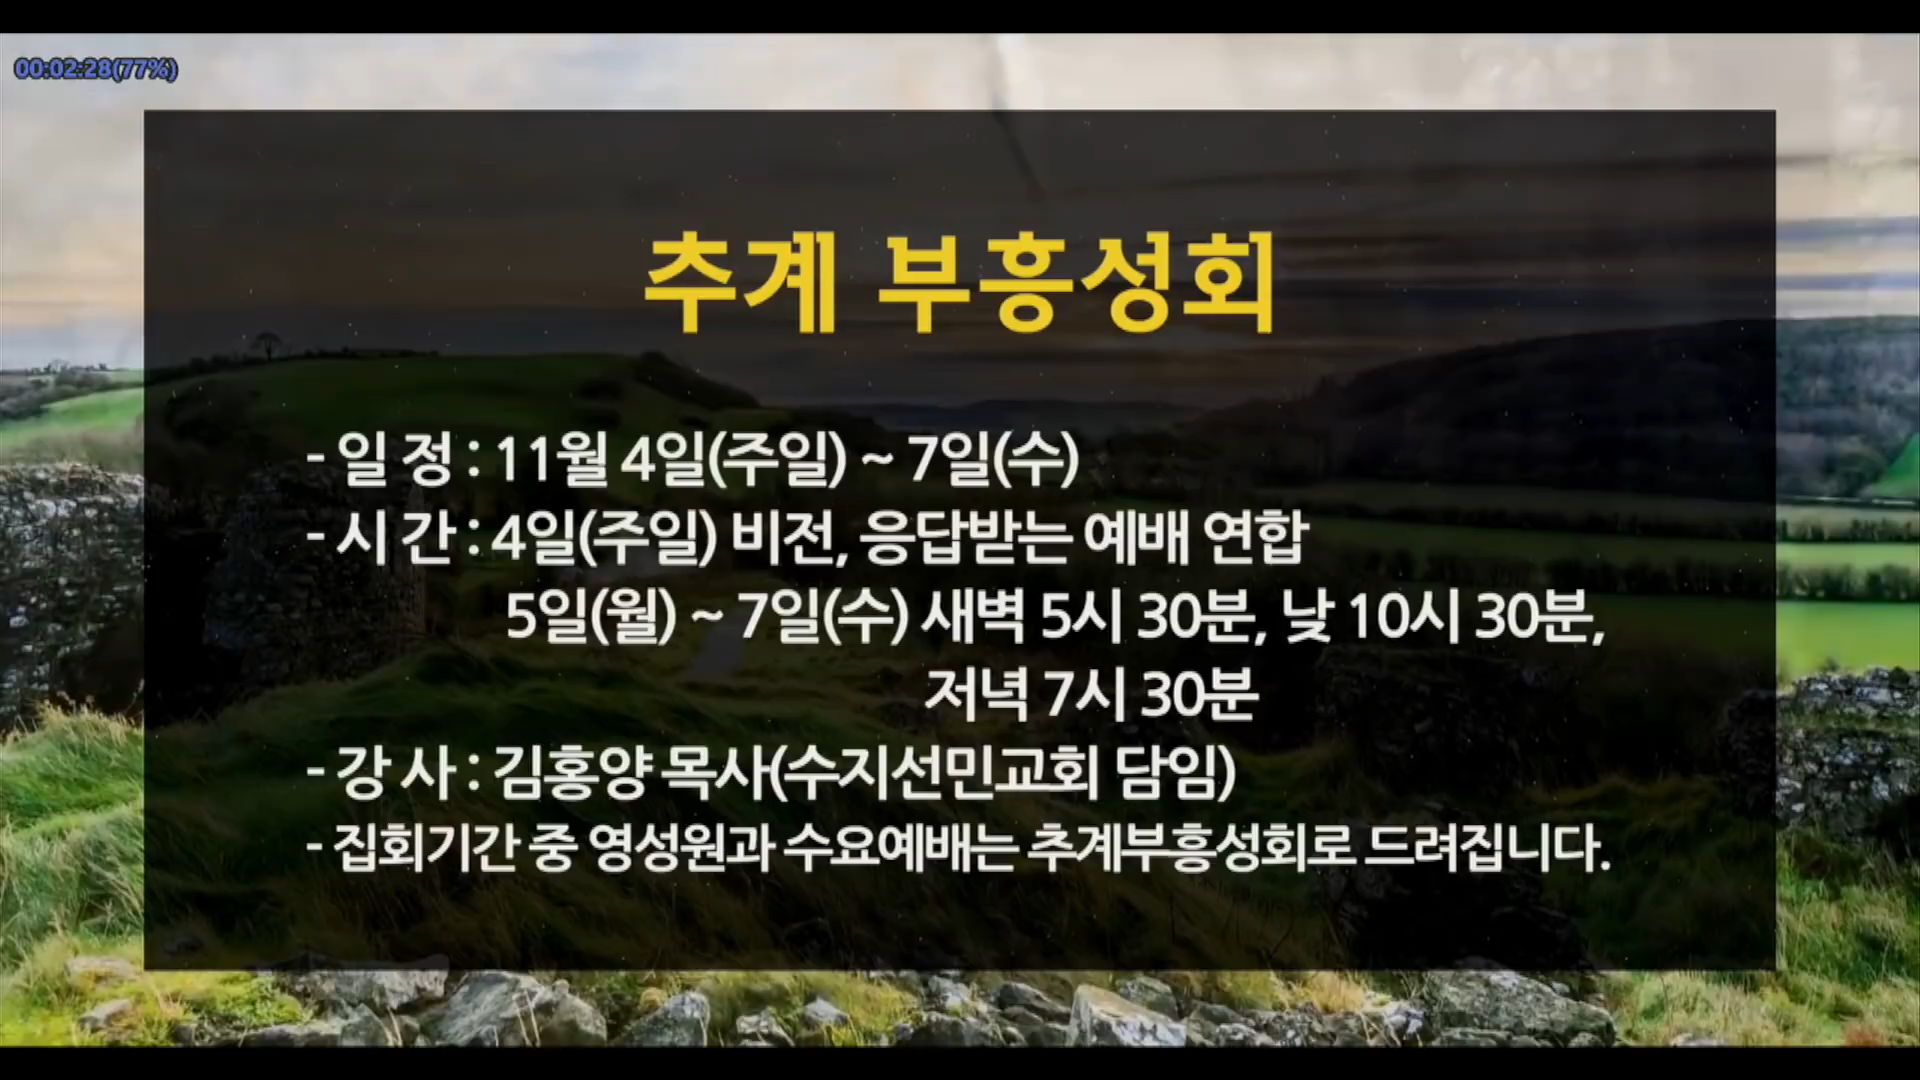 00:02:28(77%)
추계 부흥성회
- 일 정 : 11월 4일(주일) ~ 7일(수)
- 시 간 : 4일(주일) 비전, 응답받는 예배 연합
5일(월) ~ 7일(수) 새벽 5시 30분, 낮 10시 30분,
저녁 7시 30분
- 강 사 : 김홍양 목사(수지선민교회 담임)
- 집회기간 중 영성원과 수요예배는 추계부흥성회로 드려집니다.